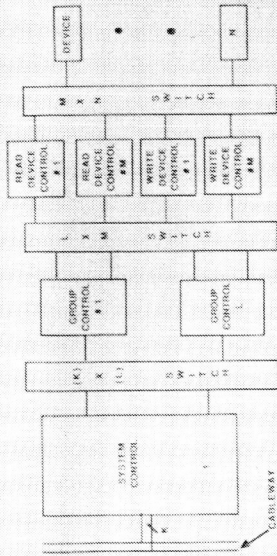 CABLEWAY
K
SYSTEM
CONTROL
1
(K)
X
(L)
SWITCH
GROUP
CONTROL
#1
GROUP
CONTROL
L
L
X
M
SWITCH
READ
DEVICE
CONTROL
#1
READ
DEVICE
CONTROL
#M
WRITE
DEVICE
CONTROL
#1
WRITE
DEVICE
CONTROL
#M
M
X
N
SWITCH
DEVICE
N